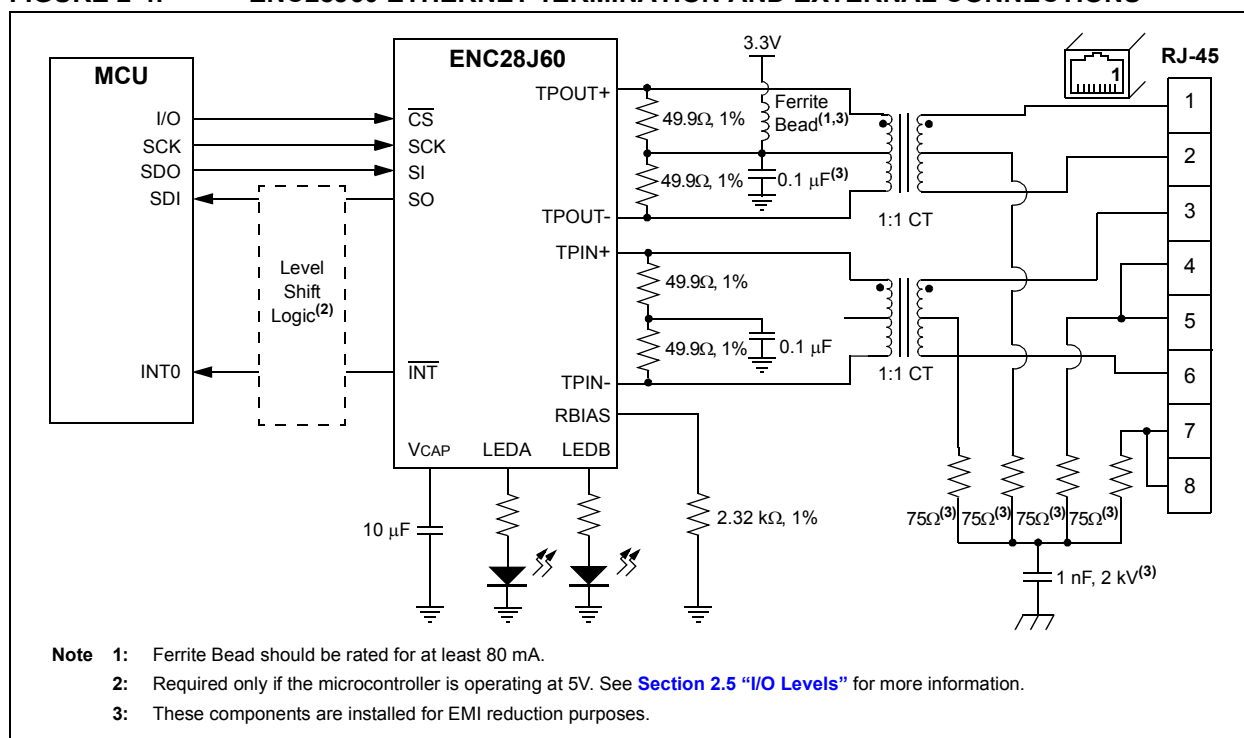 MCU
I/O
SCK
SDO
SDI
INT0
Level
Shift
Logic(2)
ENC28J60
CS
SCK
SI
SO
INT
TPOUT+
TPOUT-
TPIN+
TPIN-
RBIAS
VCAP LEDA LEDB
10 μF
2.32 kΩ, 1%
3.3V
Ferrite
Bead(1,3)
49.9Ω, 1%
49.9Ω, 1%
0.1 μF(3)
1:1 CT
49.9Ω, 1%
49.9Ω, 1%
0.1 μF
1:1 CT
1
RJ-45
1
2
3
4
5
6
7
8
75Ω(3) 75Ω(3) 75Ω(3) 75Ω(3)
1 nF, 2 kV(3)
Note 1: Ferrite Bead should be rated for at least 80 mA.
2: Required only if the microcontroller is operating at 5V. See Section 2.5 “I/O Levels” for more information.
3: These components are installed for EMI reduction purposes.